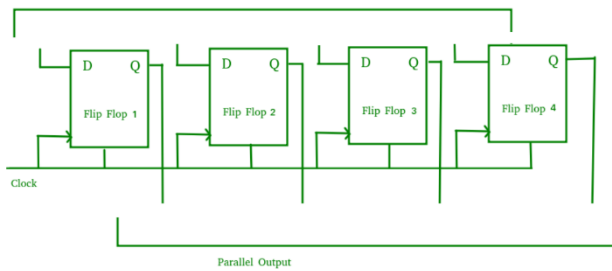 D Q D Q D Q D Q
Flip Flop 1 Flip Flop 2 Flip Flop 3 Flip Flop 4
Clock
Parallel Output